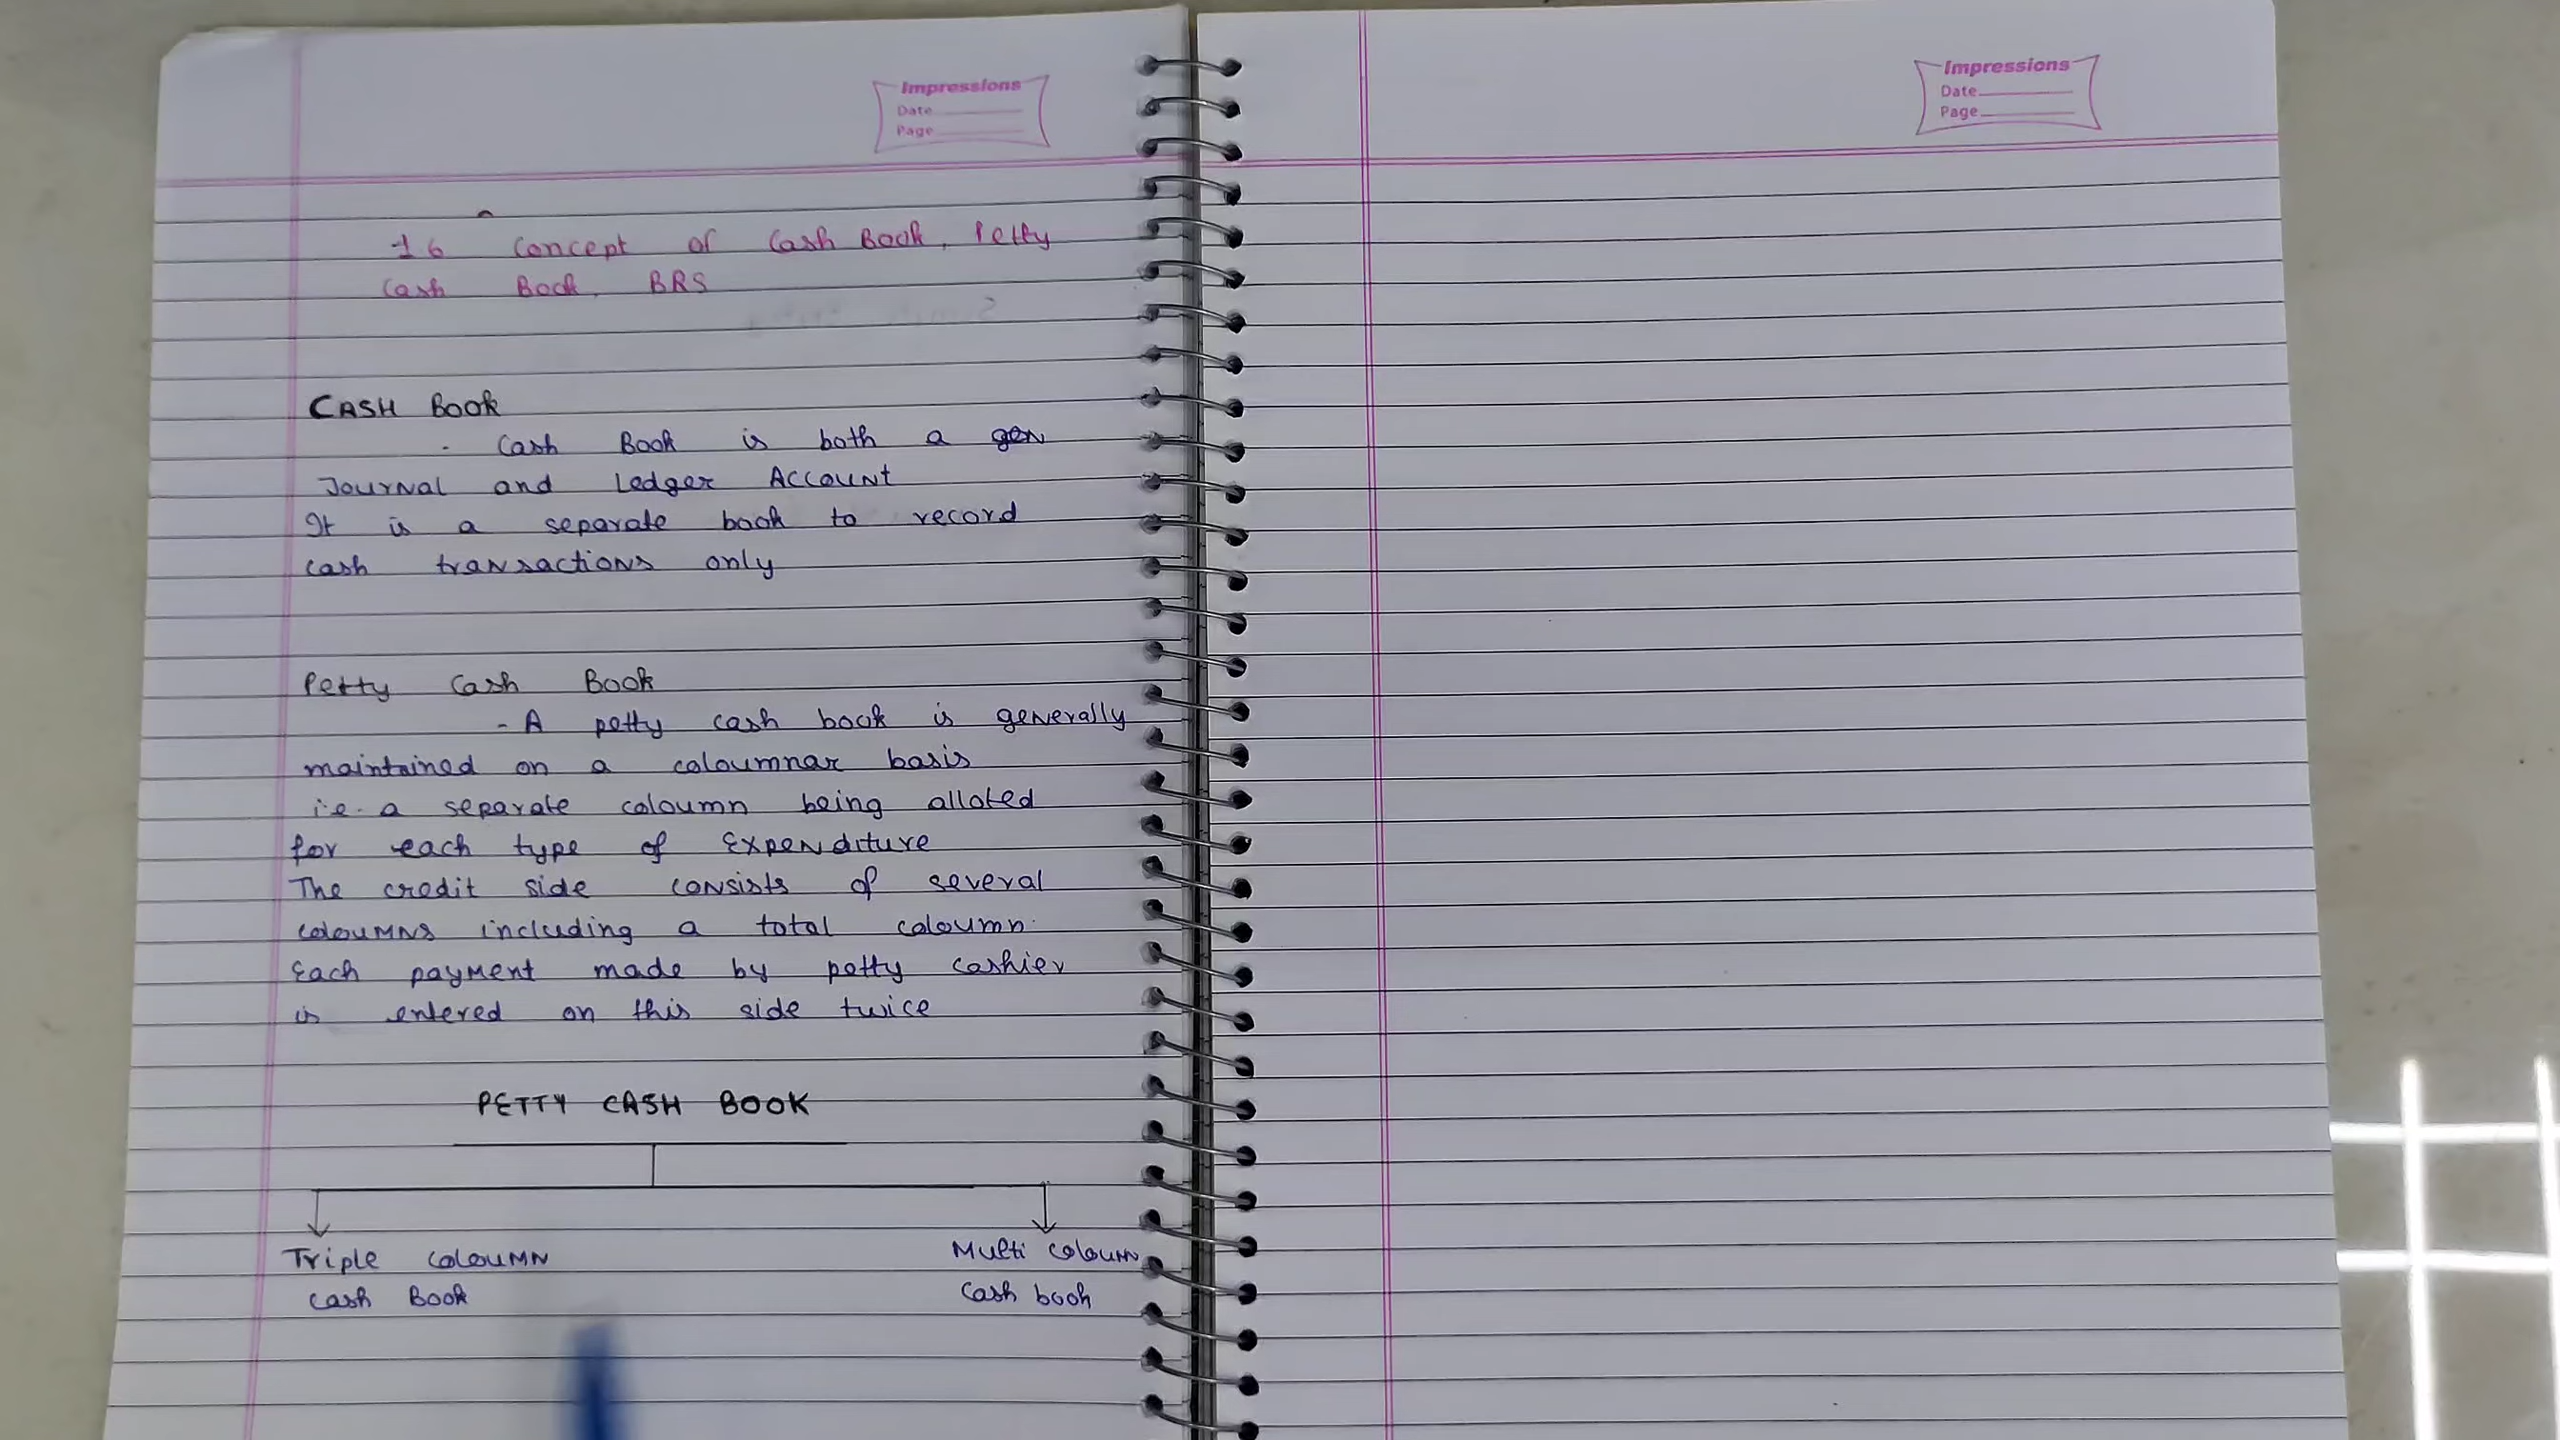 Impressions
Date
Page
16 Concept of Cash Book, Petty
Cash Book, BRS
CASH BOOK
- Cash Book is both a gen
Journal and Ledger Account
It is a separate book to record
cash transactions only
Petty Cash Book
- A petty cash book is generally
maintained on a coloumnar basis
i.e. a separate coloumn being alloted
for each type of Expenditure
The credit side consists of several
coloumns including a total coloumn.
Each payment made by petty cashier
is entered on this side twice
PETTY CASH BOOK
Triple Coloumn
Cash Book
Multi Coloumn
Cash book
Impressions
Date
Page